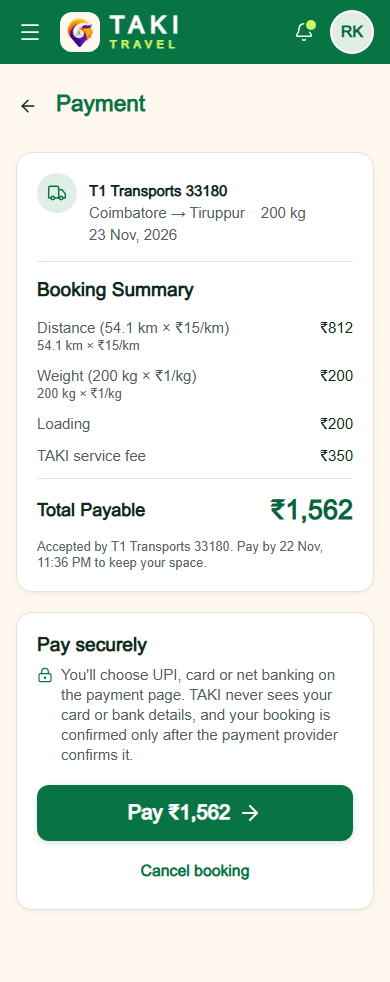 TAKI
TRAVEL
RK
Payment
T1 Transports 33180
Coimbatore → Tiruppur · 200 kg
23 Nov, 2026
Booking Summary
Distance (54.1 km × ₹15/km) ₹812
54.1 km × ₹15/km
Weight (200 kg × ₹1/kg) ₹200
200 kg × ₹1/kg
Loading ₹200
TAKI service fee ₹350
Total Payable ₹1,562
Accepted by T1 Transports 33180. Pay by 22 Nov,
11:36 PM to keep your space.
Pay securely
You'll choose UPI, card or net banking on
the payment page. TAKI never sees your
card or bank details, and your booking is
confirmed only after the payment provider
confirms it.
Pay ₹1,562 →
Cancel booking